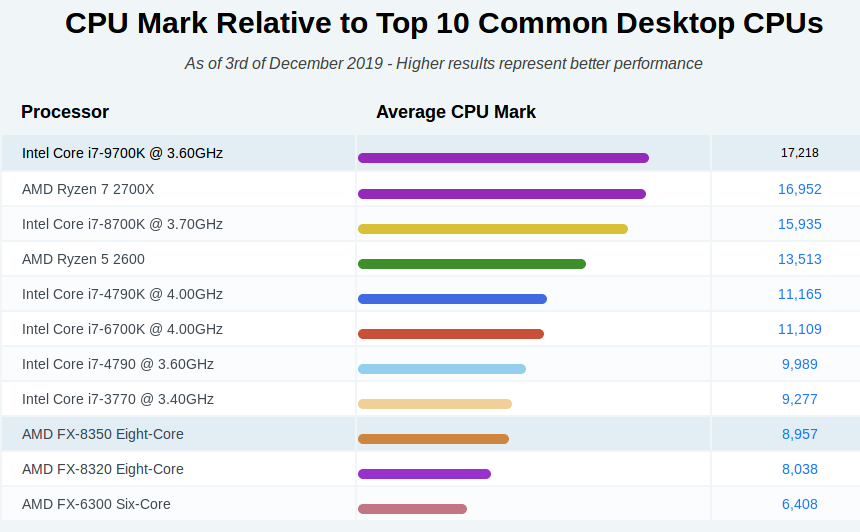 CPU Mark Relative to Top 10 Common Desktop CPUs
As of 3rd of December 2019 - Higher results represent better performance
Processor Average CPU Mark
Intel Core i7-9700K @ 3.60GHz 17,218
AMD Ryzen 7 2700X 16,952
Intel Core i7-8700K @ 3.70GHz 15,935
AMD Ryzen 5 2600 13,513
Intel Core i7-4790K @ 4.00GHz 11,165
Intel Core i7-6700K @ 4.00GHz 11,109
Intel Core i7-4790 @ 3.60GHz 9,989
Intel Core i7-3770 @ 3.40GHz 9,277
AMD FX-8350 Eight-Core 8,957
AMD FX-8320 Eight-Core 8,038
AMD FX-6300 Six-Core 6,408